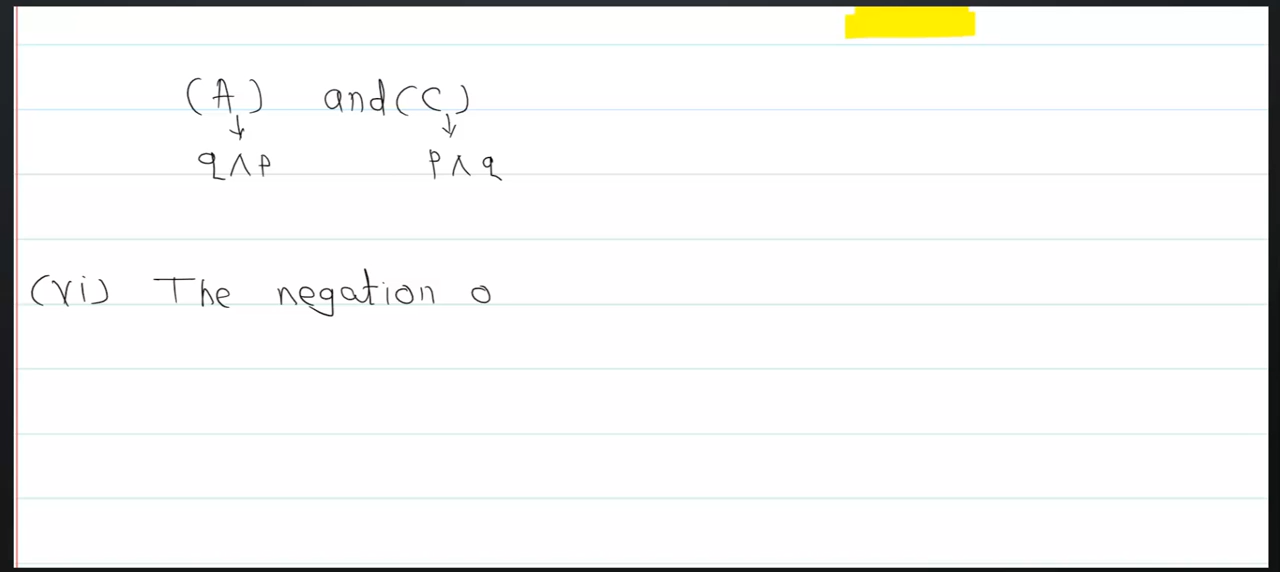 (A) and (C)
↓ ↓
q∧p p∧q
(vi) The negation o